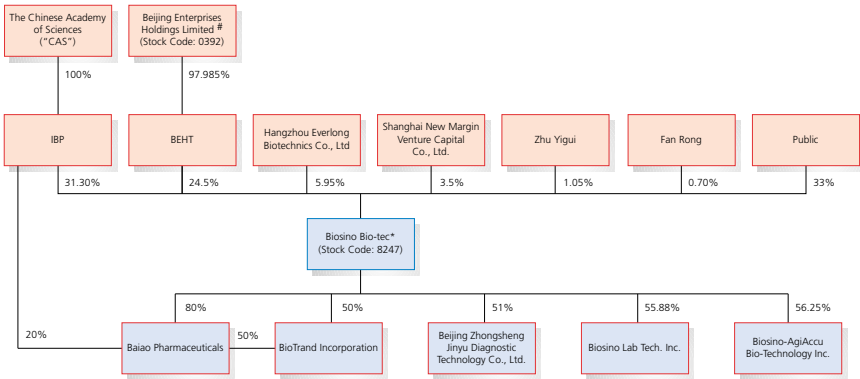 The Chinese Academy
of Sciences
("CAS")
Beijing Enterprises
Holdings Limited #
(Stock Code: 0392)
100%
97.985%
IBP
BEHT
Hangzhou Everlong
Biotechnics Co., Ltd
Shanghai New Margin
Venture Capital
Co., Ltd.
Zhu Yigui
Fan Rong
Public
31.30%
24.5%
5.95%
3.5%
1.05%
0.70%
33%
Biosino Bio-tec*
(Stock Code: 8247)
80%
50%
51%
55.88%
56.25%
20%
Baiao Pharmaceuticals
50%
BioTrand Incorporation
Beijing Zhongsheng
Jinyu Diagnostic
Technology Co., Ltd.
Biosino Lab Tech. Inc.
Biosino-AgiAccu
Bio-Technology Inc.